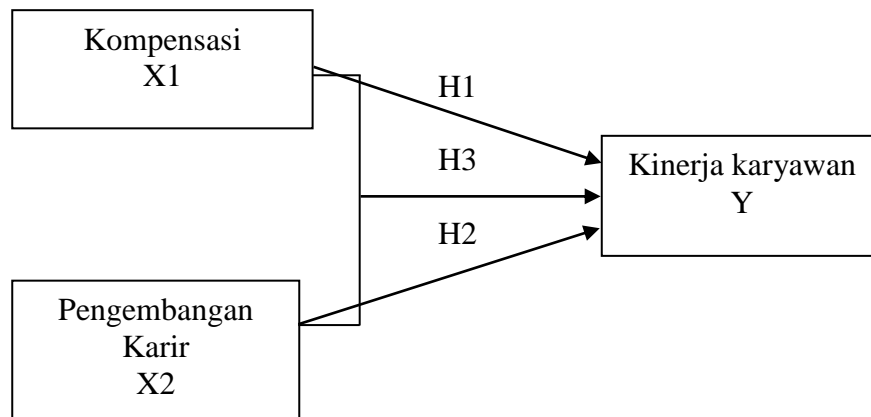 Kompensasi
X1
H1
H3
Kinerja karyawan
Y
H2
Pengembangan
Karir
X2